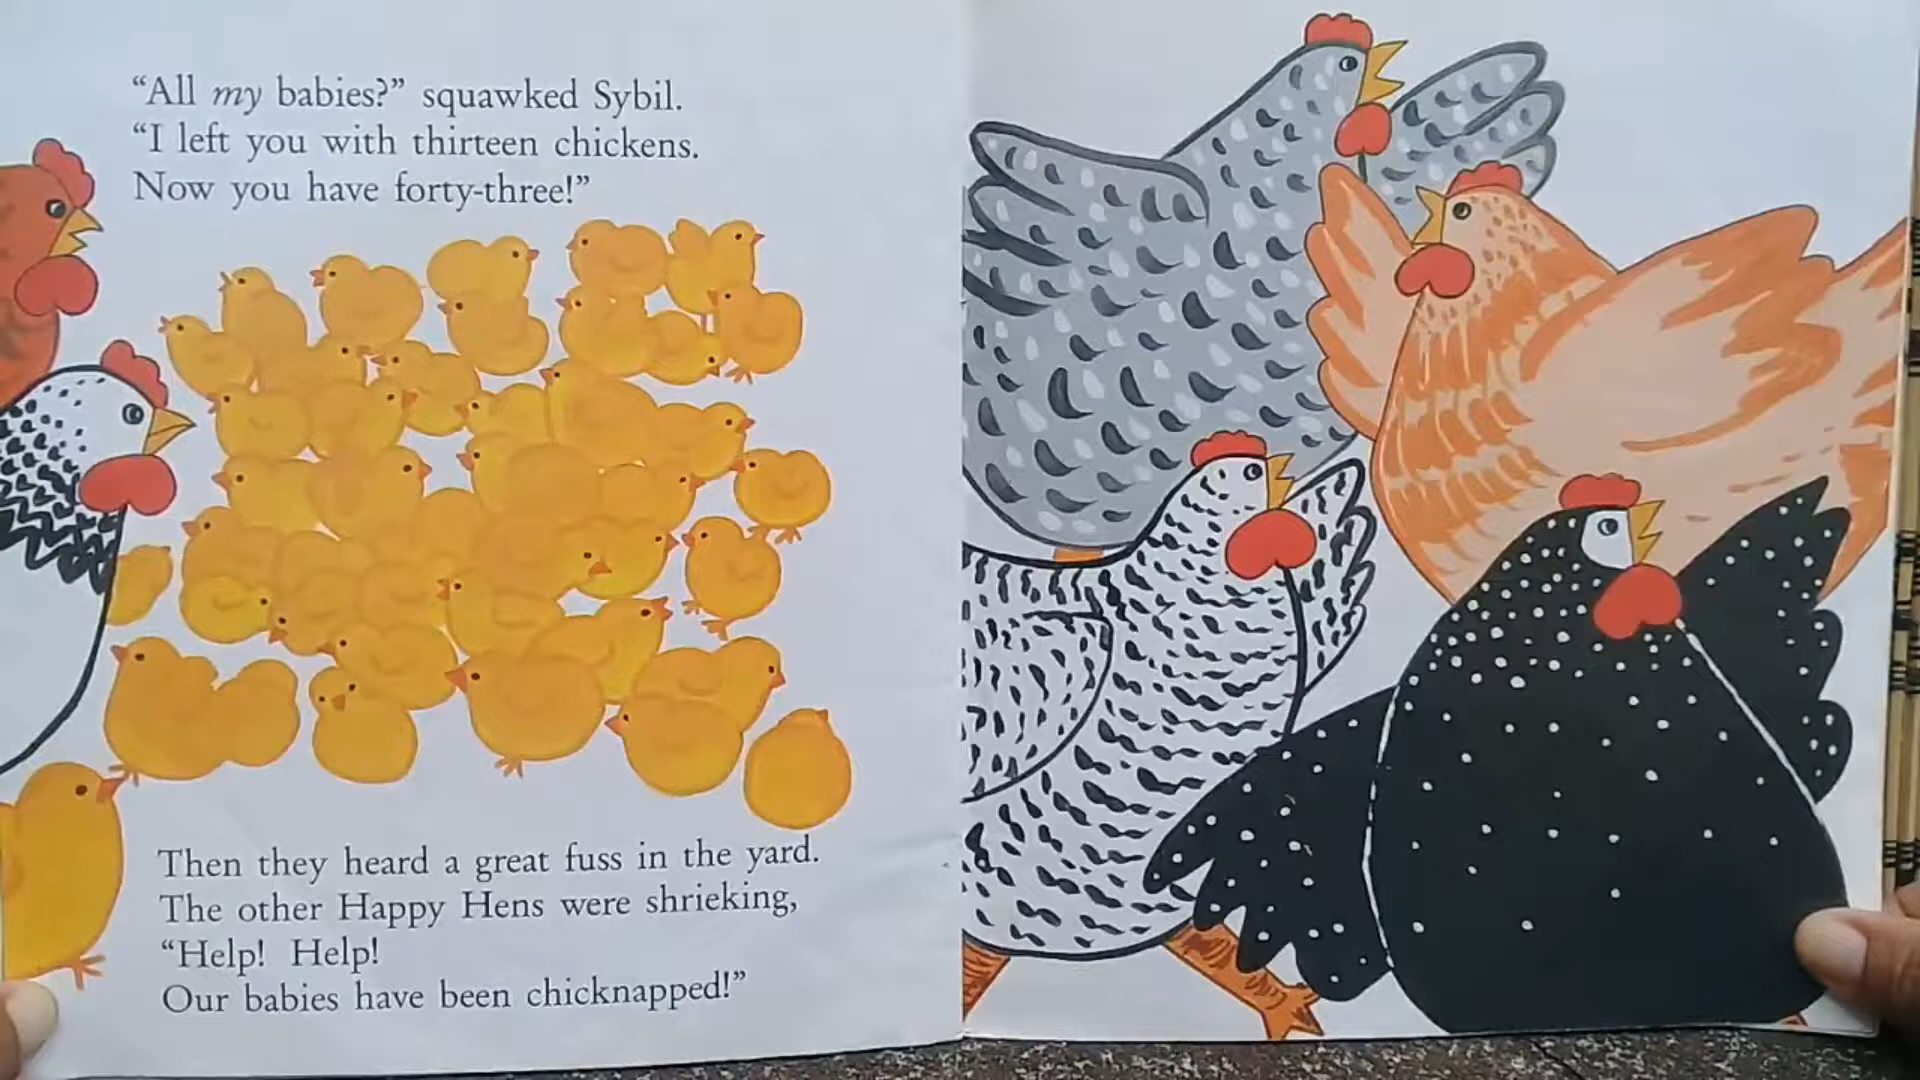 “All my babies?” squawked Sybil.
“I left you with thirteen chickens.
Now you have forty-three!”
Then they heard a great fuss in the yard.
The other Happy Hens were shrieking,
“Help! Help!
Our babies have been chicknapped!”